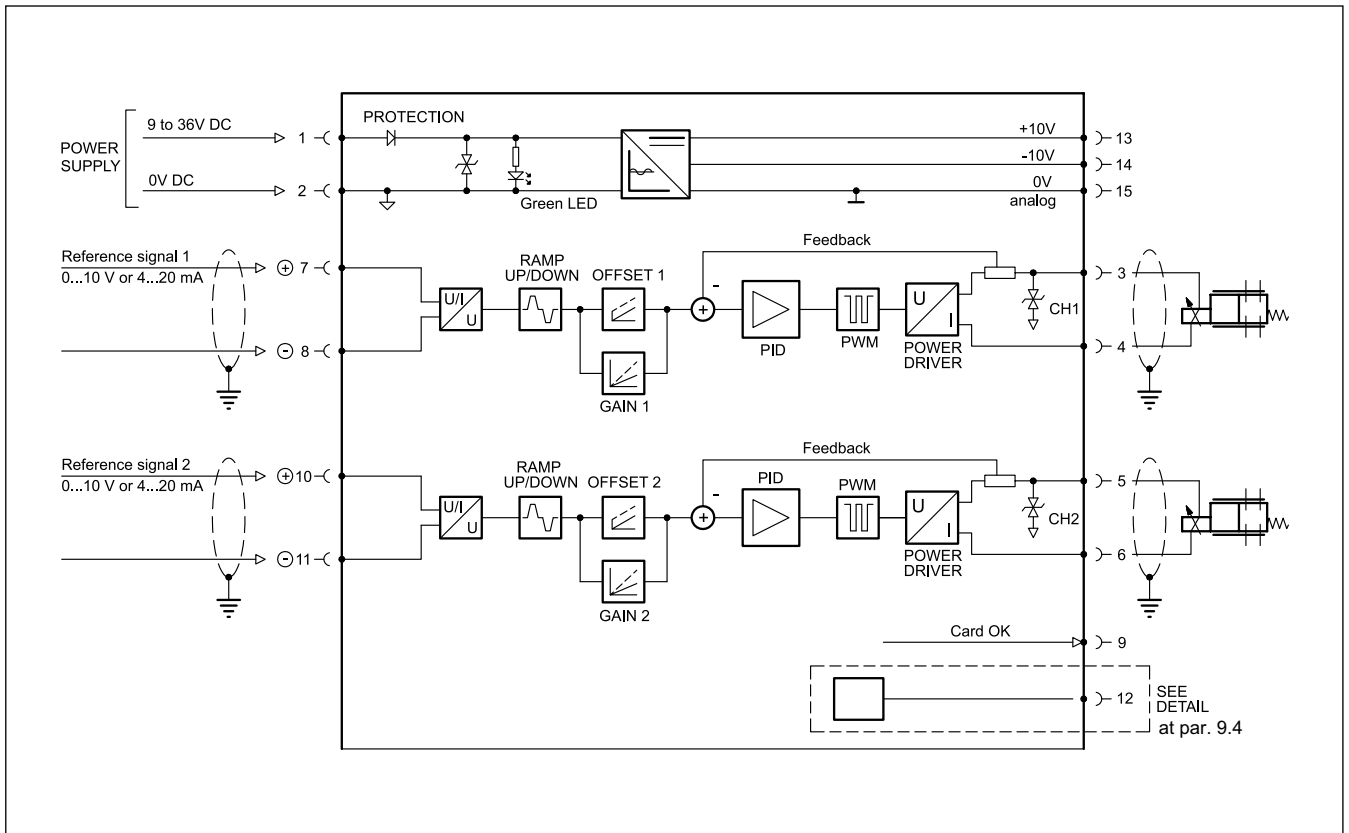 POWER
SUPPLY
9 to 36V DC
1
0V DC
2
PROTECTION
Green LED
+10V
13
-10V
14
0V
analog
15
Reference signal 1
0...10 V or 4...20 mA
+ 7
- 8
U/I
U
RAMP
UP/DOWN
OFFSET 1
GAIN 1
Feedback
-
+
PID
PWM
U
I
POWER
DRIVER
CH1
3
4
Reference signal 2
0...10 V or 4...20 mA
+ 10
- 11
U/I
U
RAMP
UP/DOWN
OFFSET 2
GAIN 2
Feedback
-
+
PID
PWM
U
I
POWER
DRIVER
CH2
5
6
Card OK
9
12
SEE
DETAIL
at par. 9.4